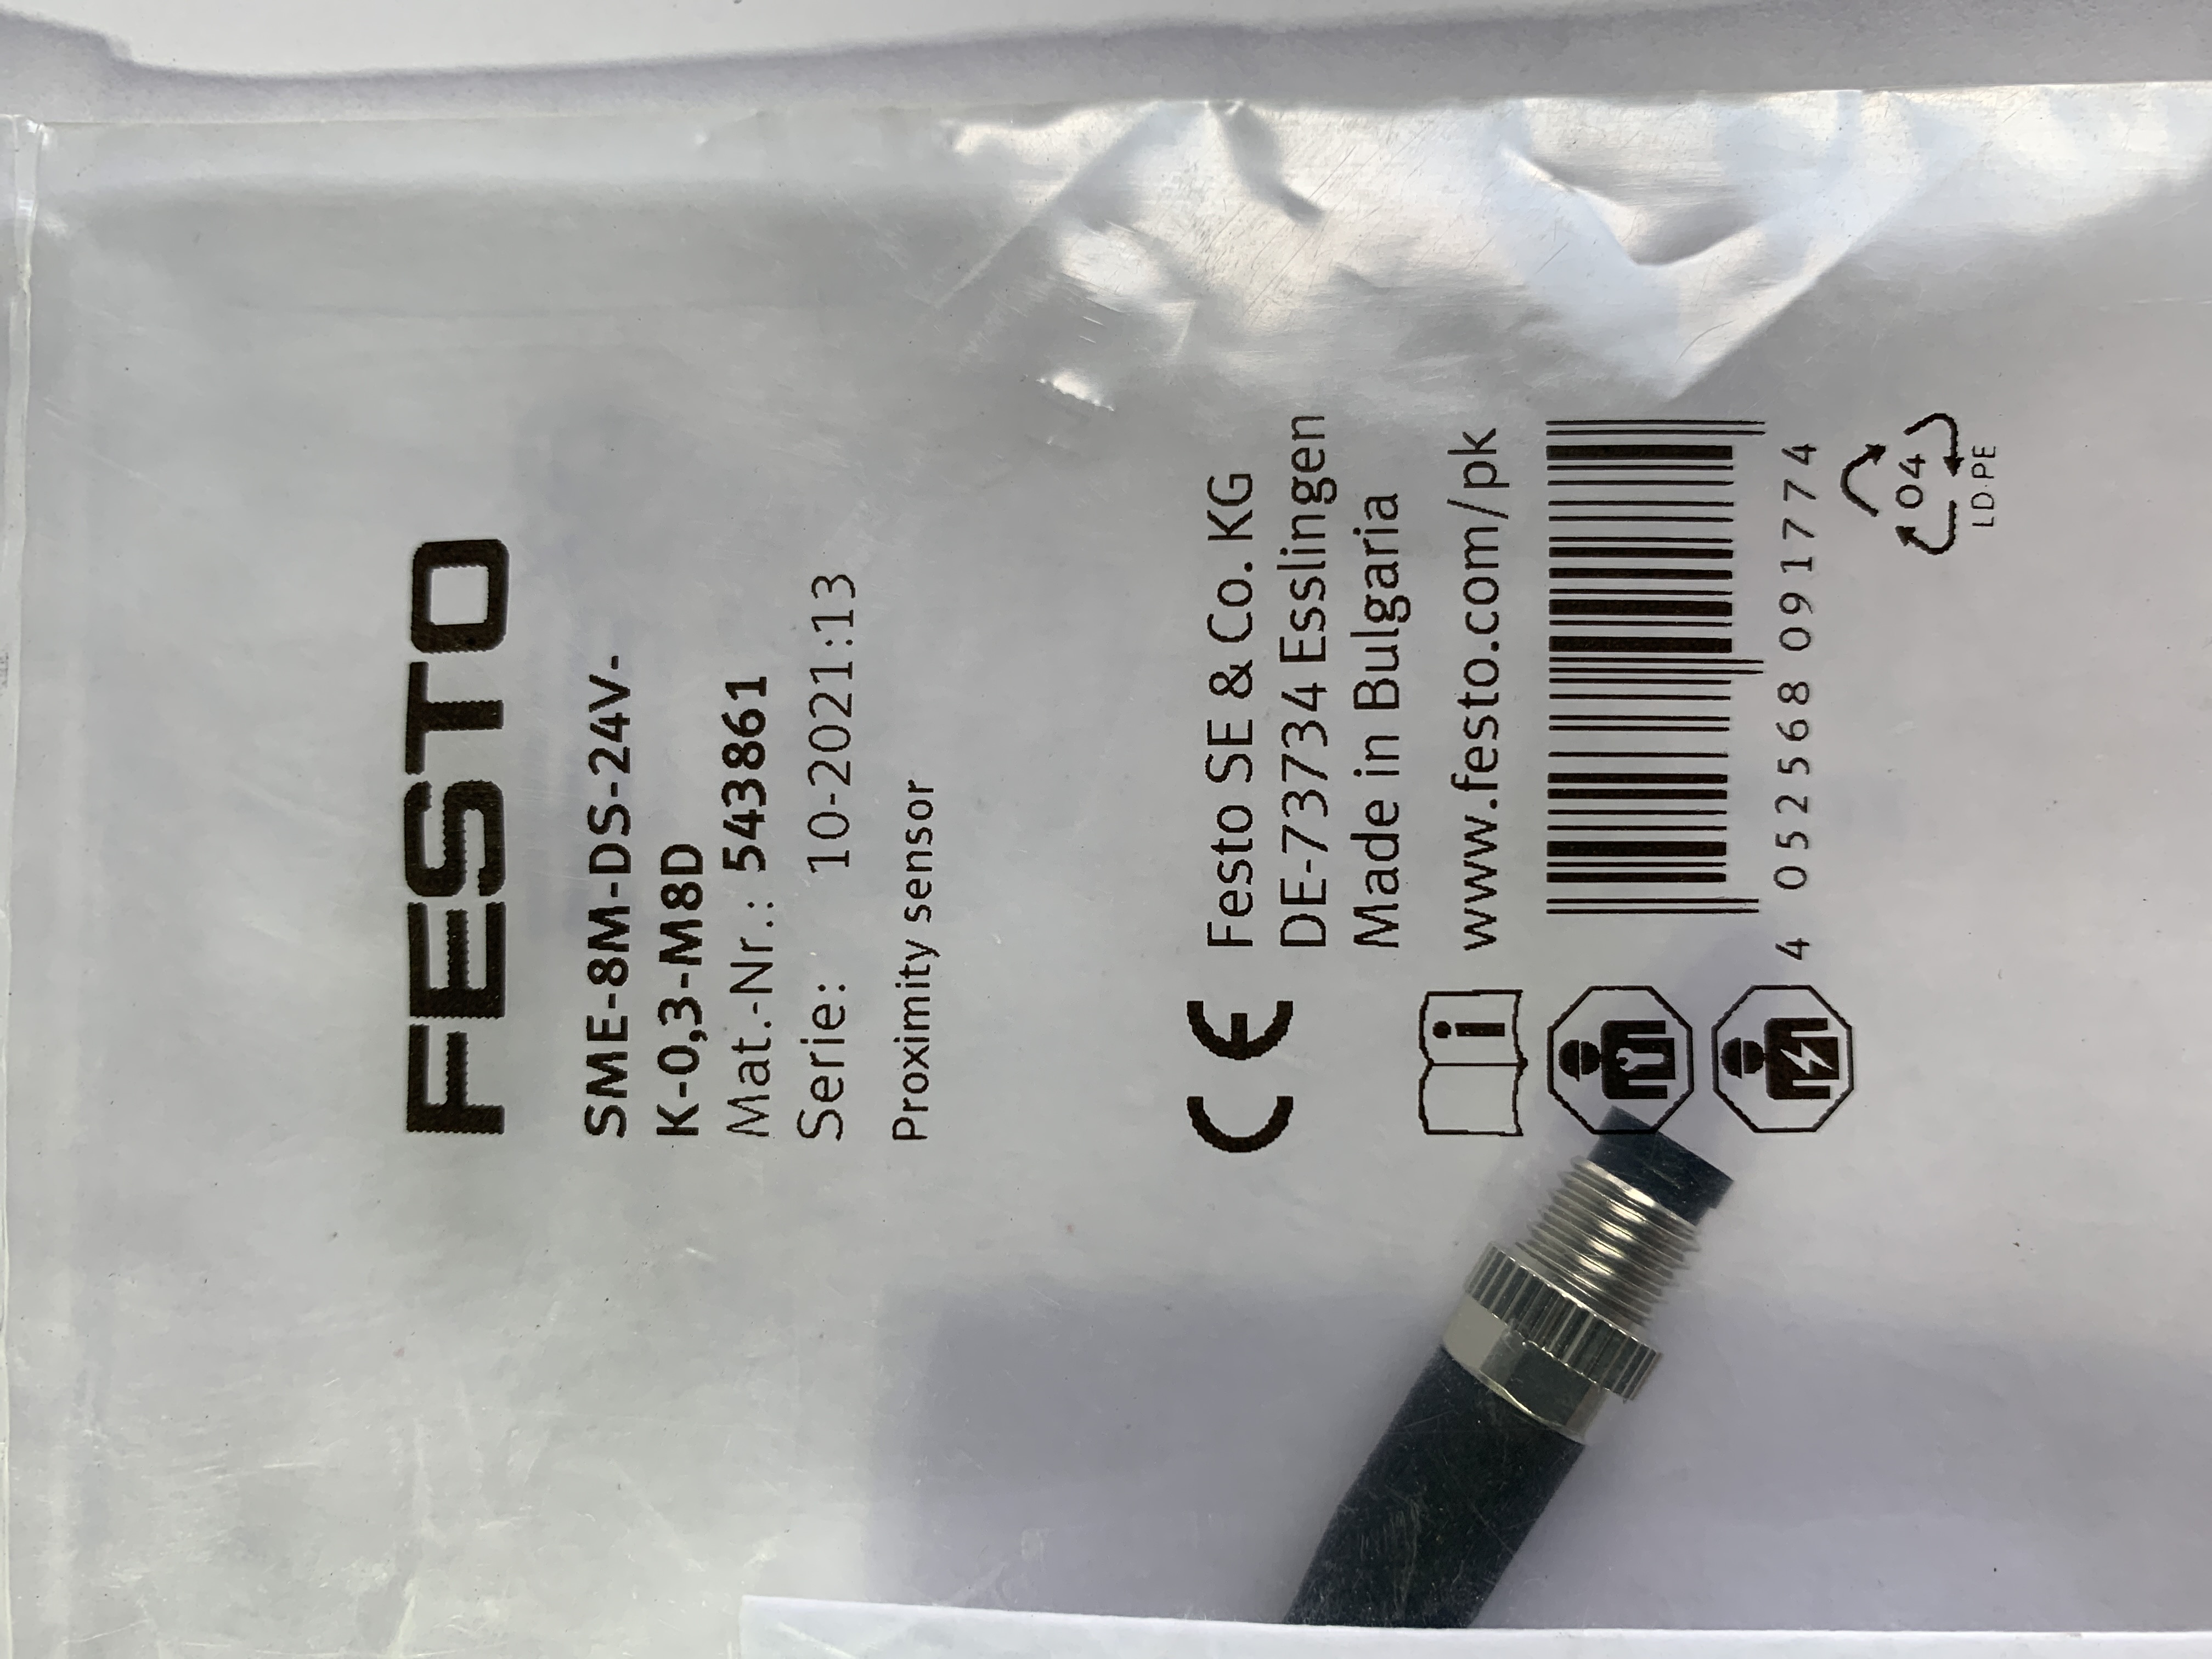 FESTO
SME-8M-DS-24V-
K-0,3-M8D
Mat.-Nr.: 543861
Serie: 10-2021:13
Proximity sensor
CE Festo SE & Co. KG
DE-73734 Esslingen
Made in Bulgaria
i www.festo.com/pk
4 052568 091774
04
LD-PE